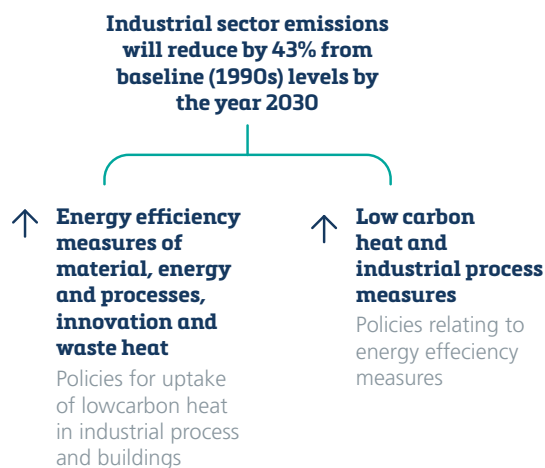 Industrial sector emissions
will reduce by 43% from
baseline (1990s) levels by
the year 2030
Energy efficiency
measures of
material, energy
and processes,
innovation and
waste heat
Policies for uptake
of lowcarbon heat
in industrial process
and buildings
Low carbon
heat and
industrial process
measures
Policies relating to
energy effeciency
measures